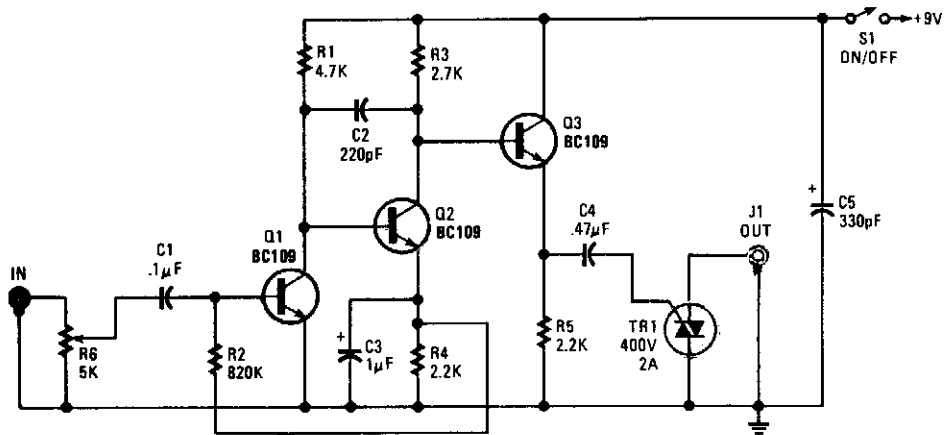 +9V
S1
ON/OFF
R1
4.7K
R3
2.7K
C2
220pF
Q3
BC109
Q2
BC109
Q1
BC109
C1
.1µF
IN
R6
5K
R2
820K
C3
1µF
R4
2.2K
C4
.47µF
R5
2.2K
TR1
400V
2A
J1
OUT
+
C5
330pF
+